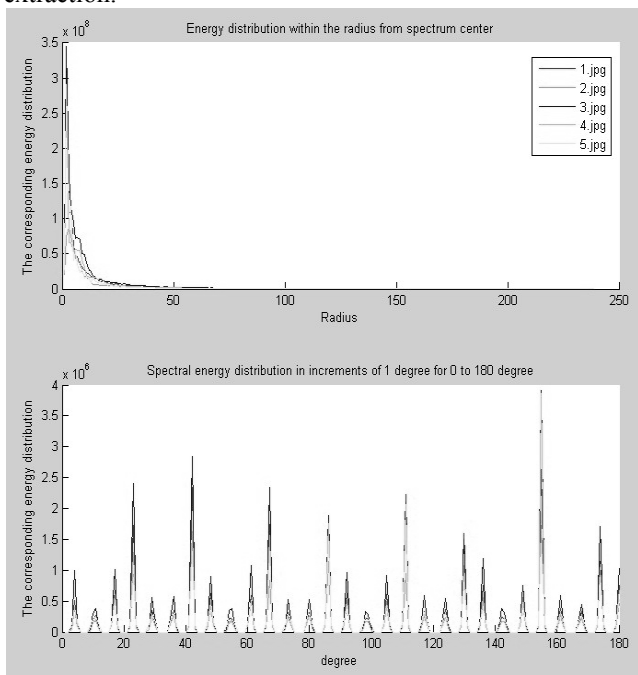 extraction.
Energy distribution within the radius from spectrum center
x 10^8
3.5
3
2.5
2
1.5
1
0.5
0
The corresponding energy distribution
1.jpg
2.jpg
3.jpg
4.jpg
5.jpg
0 50 100 150 200 250
Radius
Spectral energy distribution in increments of 1 degree for 0 to 180 degree
x 10^6
4
3.5
3
2.5
2
1.5
1
0.5
0
The corresponding energy distribution
0 20 40 60 80 100 120 140 160 180
degree